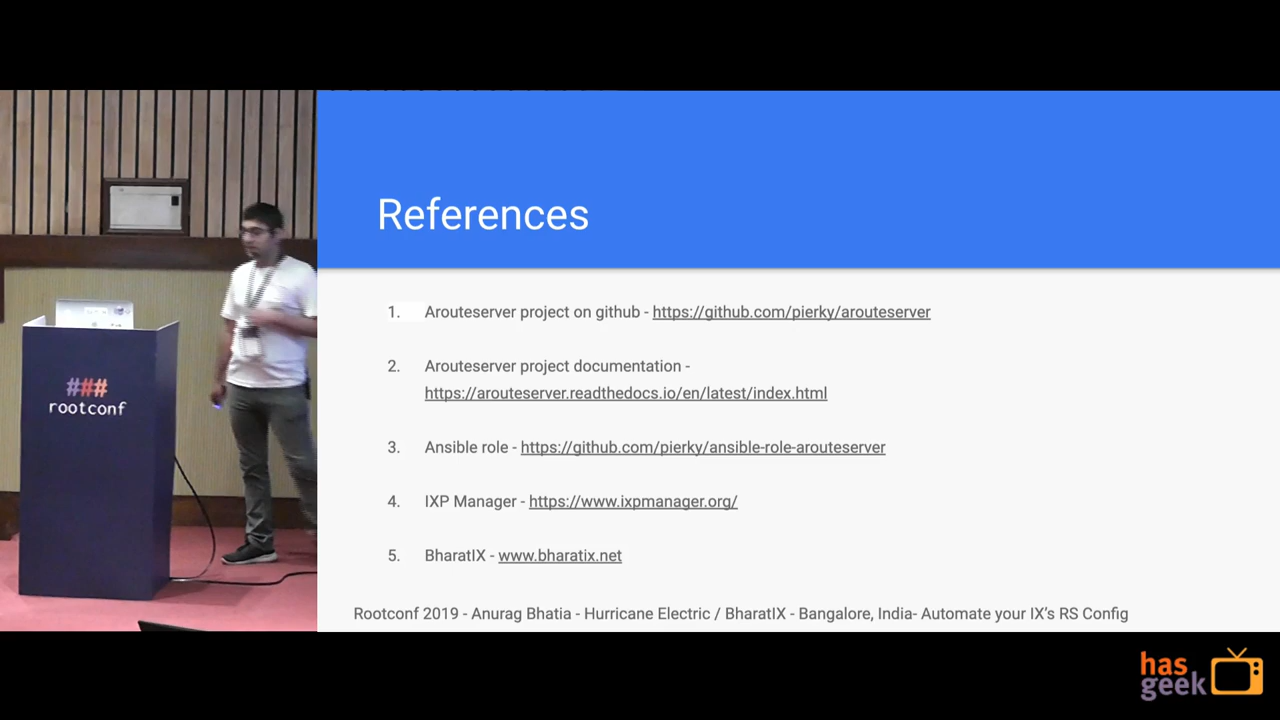 References
1. Arouteserver project on github - https://github.com/pierky/arouteserver
2. Arouteserver project documentation -
https://arouteserver.readthedocs.io/en/latest/index.html
3. Ansible role - https://github.com/pierky/ansible-role-arouteserver
4. IXP Manager - https://www.ixpmanager.org/
5. BharatIX - www.bharatix.net
Rootconf 2019 - Anurag Bhatia - Hurricane Electric / BharatIX - Bangalore, India- Automate your IX's RS Config
###
rootconf
has
geek